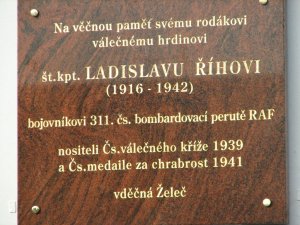 Na věčnou paměť svému rodákovi
válečnému hrdinovi
št.kpt. LADISLAVU ŘÍHOVI
(1916 - 1942)
bojovníkovi 311. čs. bombardovací perutě RAF
nositeli Čs.válečného kříže 1939
a Čs.medaile za chrabrost 1941
vděčná Želeč